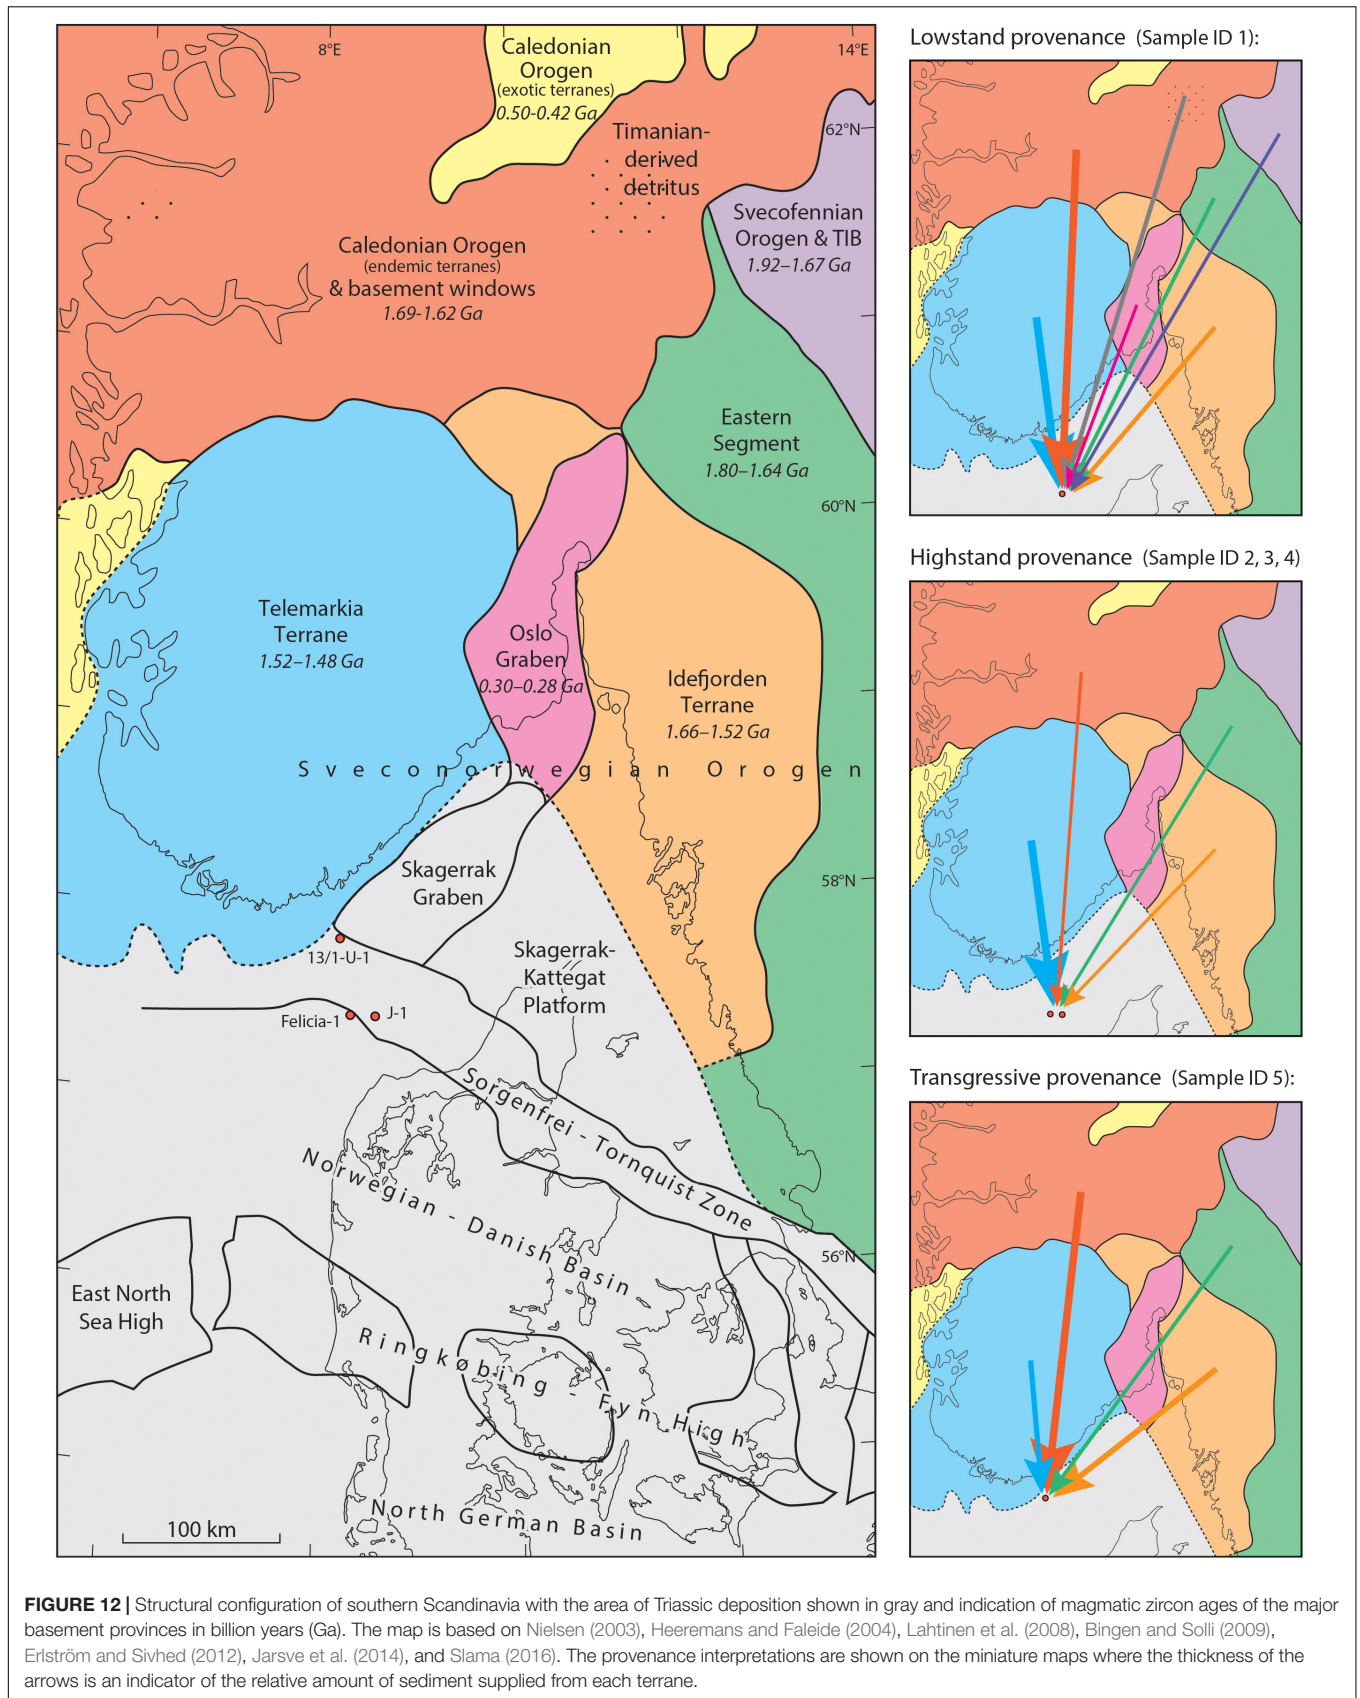 8°E
14°E
Caledonian
Orogen
(exotic terranes)
0.50-0.42 Ga
62°N
Timanian-
derived
detritus
Svecofennian
Orogen & TIB
1.92–1.67 Ga
Caledonian Orogen
(endemic terranes)
& basement windows
1.69-1.62 Ga
Eastern
Segment
1.80–1.64 Ga
60°N
Telemarkia
Terrane
1.52–1.48 Ga
Oslo
Graben
0.30–0.28 Ga
Idefjorden
Terrane
1.66–1.52 Ga
Sveconorwegian Orogen
Skagerrak
Graben
58°N
13/1-U-1
Skagerrak-
Kattegat
Platform
Felicia-1
J-1
Sorgenfrei - Tornquist Zone
Norwegian - Danish Basin
56°N
East North
Sea High
Ringkøbing - Fyn High
North German Basin
100 km
Lowstand provenance (Sample ID 1):
Highstand provenance (Sample ID 2, 3, 4)
Transgressive provenance (Sample ID 5):
FIGURE 12 | Structural configuration of southern Scandinavia with the area of Triassic deposition shown in gray and indication of magmatic zircon ages of the major
basement provinces in billion years (Ga). The map is based on Nielsen (2003), Heeremans and Faleide (2004), Lahtinen et al. (2008), Bingen and Solli (2009),
Erlström and Sivhed (2012), Jarsve et al. (2014), and Slama (2016). The provenance interpretations are shown on the miniature maps where the thickness of the
arrows is an indicator of the relative amount of sediment supplied from each terrane.